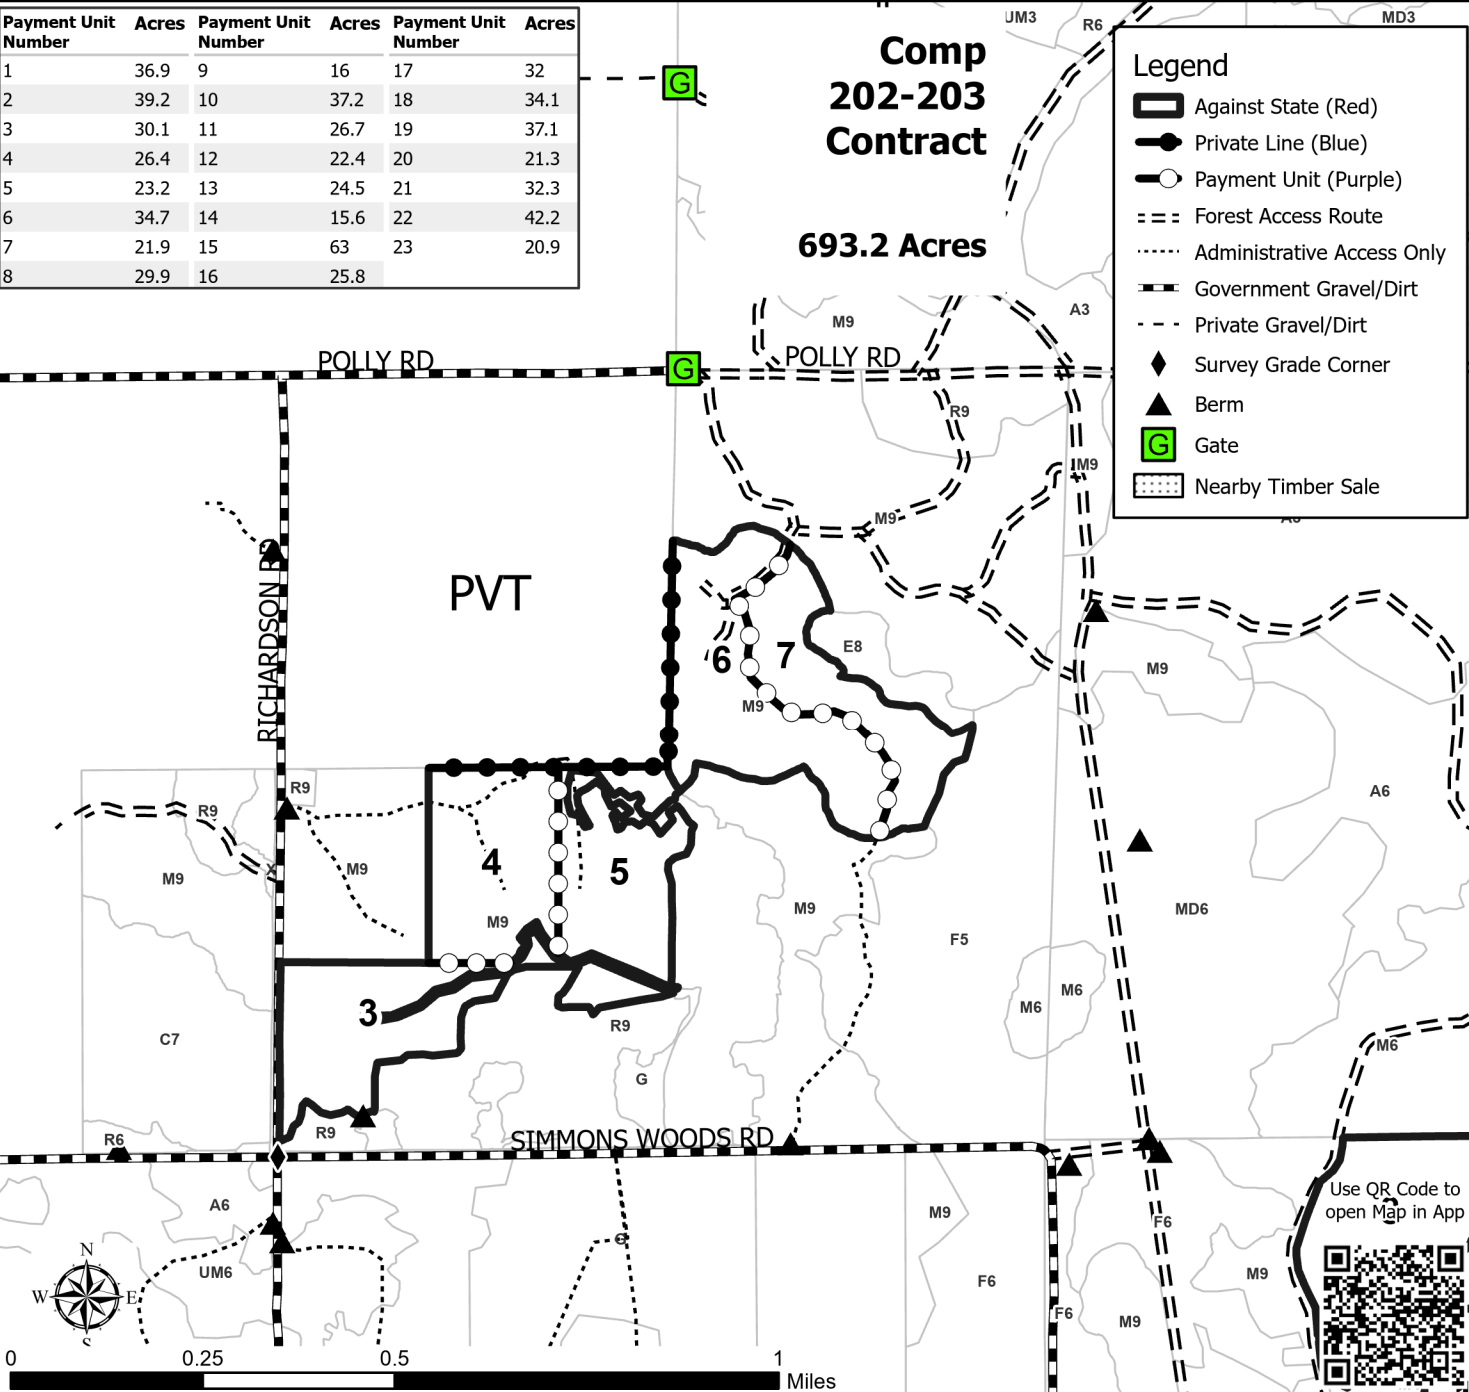 Payment Unit Number Acres Payment Unit Number Acres Payment Unit Number Acres
1 36.9 9 16 17 32
2 39.2 10 37.2 18 34.1
3 30.1 11 26.7 19 37.1
4 26.4 12 22.4 20 21.3
5 23.2 13 24.5 21 32.3
6 34.7 14 15.6 22 42.2
7 21.9 15 63 23 20.9
8 29.9 16 25.8
Comp
202-203
Contract
693.2 Acres
UM3
R6
MD3
Legend
Against State (Red)
Private Line (Blue)
Payment Unit (Purple)
Forest Access Route
Administrative Access Only
Government Gravel/Dirt
Private Gravel/Dirt
Survey Grade Corner
Berm
G Gate
Nearby Timber Sale
G
M9
A3
POLLY RD
G
POLLY RD
R9
M9
M9
PVT
RICHARDSON RD
6
7
E8
M9
M9
R9
R9
X
M9
M9
4
5
M9
M9
A6
MD6
F5
M6
M6
3
R9
C7
G
M6
R6
R9
SIMMONS WOODS RD
A6
UM6
G
M9
F6
F6
M9
F6
M9
Use QR Code to
open Map in App
N
W E
S
0 0.25 0.5 1
Miles